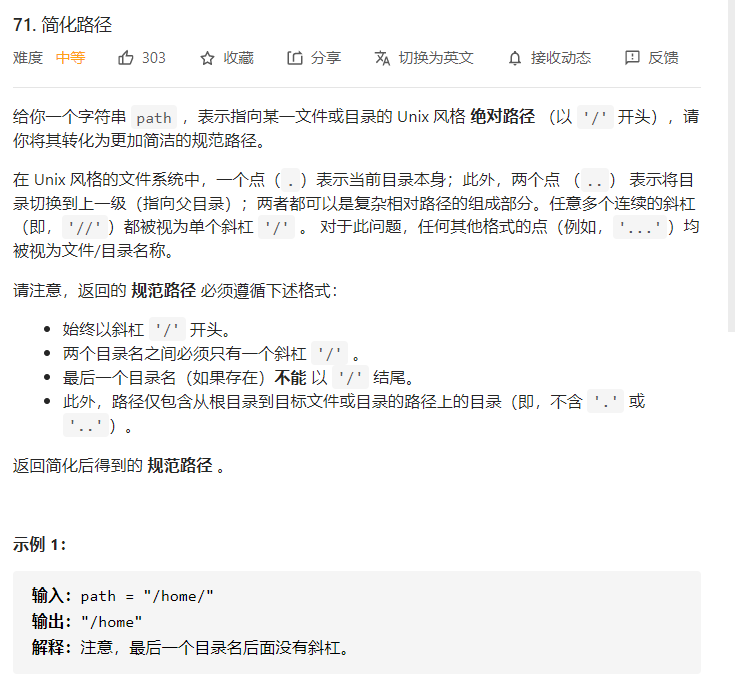 71. 简化路径
难度 中等 303 收藏 分享 切换为英文 接收动态 反馈
给你一个字符串 path ，表示指向某一文件或目录的 Unix 风格 绝对路径 （以 '/' 开头），请
你将其转化为更加简洁的规范路径。
在 Unix 风格的文件系统中，一个点（.）表示当前目录本身；此外，两个点 （..） 表示将目
录切换到上一级（指向父目录）；两者都可以是复杂相对路径的组成部分。任意多个连续的斜杠
（即，'//'）都被视为单个斜杠 '/' 。 对于此问题，任何其他格式的点（例如，'...'）均
被视为文件/目录名称。
请注意，返回的 规范路径 必须遵循下述格式：
• 始终以斜杠 '/' 开头。
• 两个目录名之间必须只有一个斜杠 '/' 。
• 最后一个目录名（如果存在）不能 以 '/' 结尾。
• 此外，路径仅包含从根目录到目标文件或目录的路径上的目录（即，不含 '.' 或
'..'）。
返回简化后得到的 规范路径 。
示例 1：
输入：path = "/home/"
输出："/home"
解释：注意，最后一个目录名后面没有斜杠。